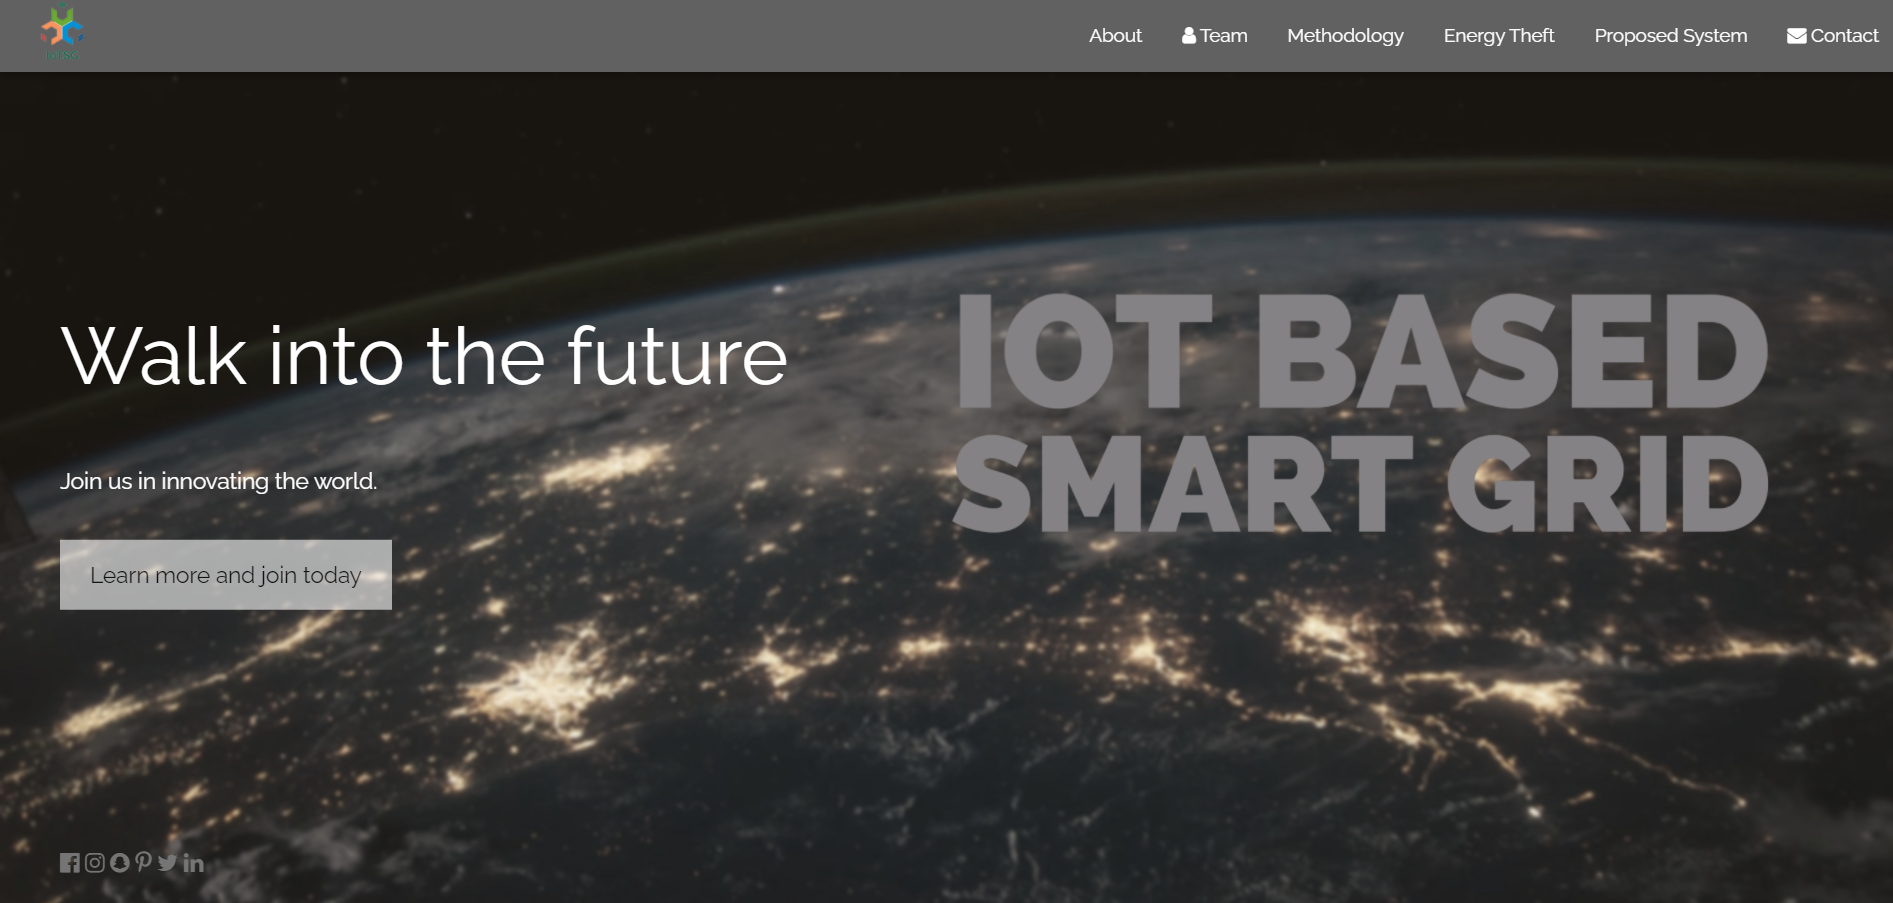 About Team Methodology Energy Theft Proposed System Contact
Walk into the future
Join us in innovating the world.
Learn more and join today
IOT BASED
SMART GRID